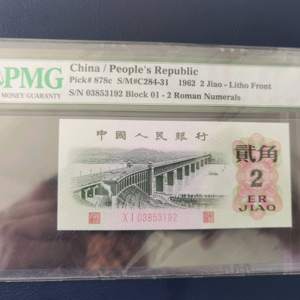 PMG
MONEY GUARANTY
China / People's Republic
Pick# 878c S/M#C284-31 1962 2 Jiao - Litho Front
S/N 03853192 Block 01 - 2 Roman Numerals
中國人民銀行
貳角
2
ER
JIAO
X I 03853192